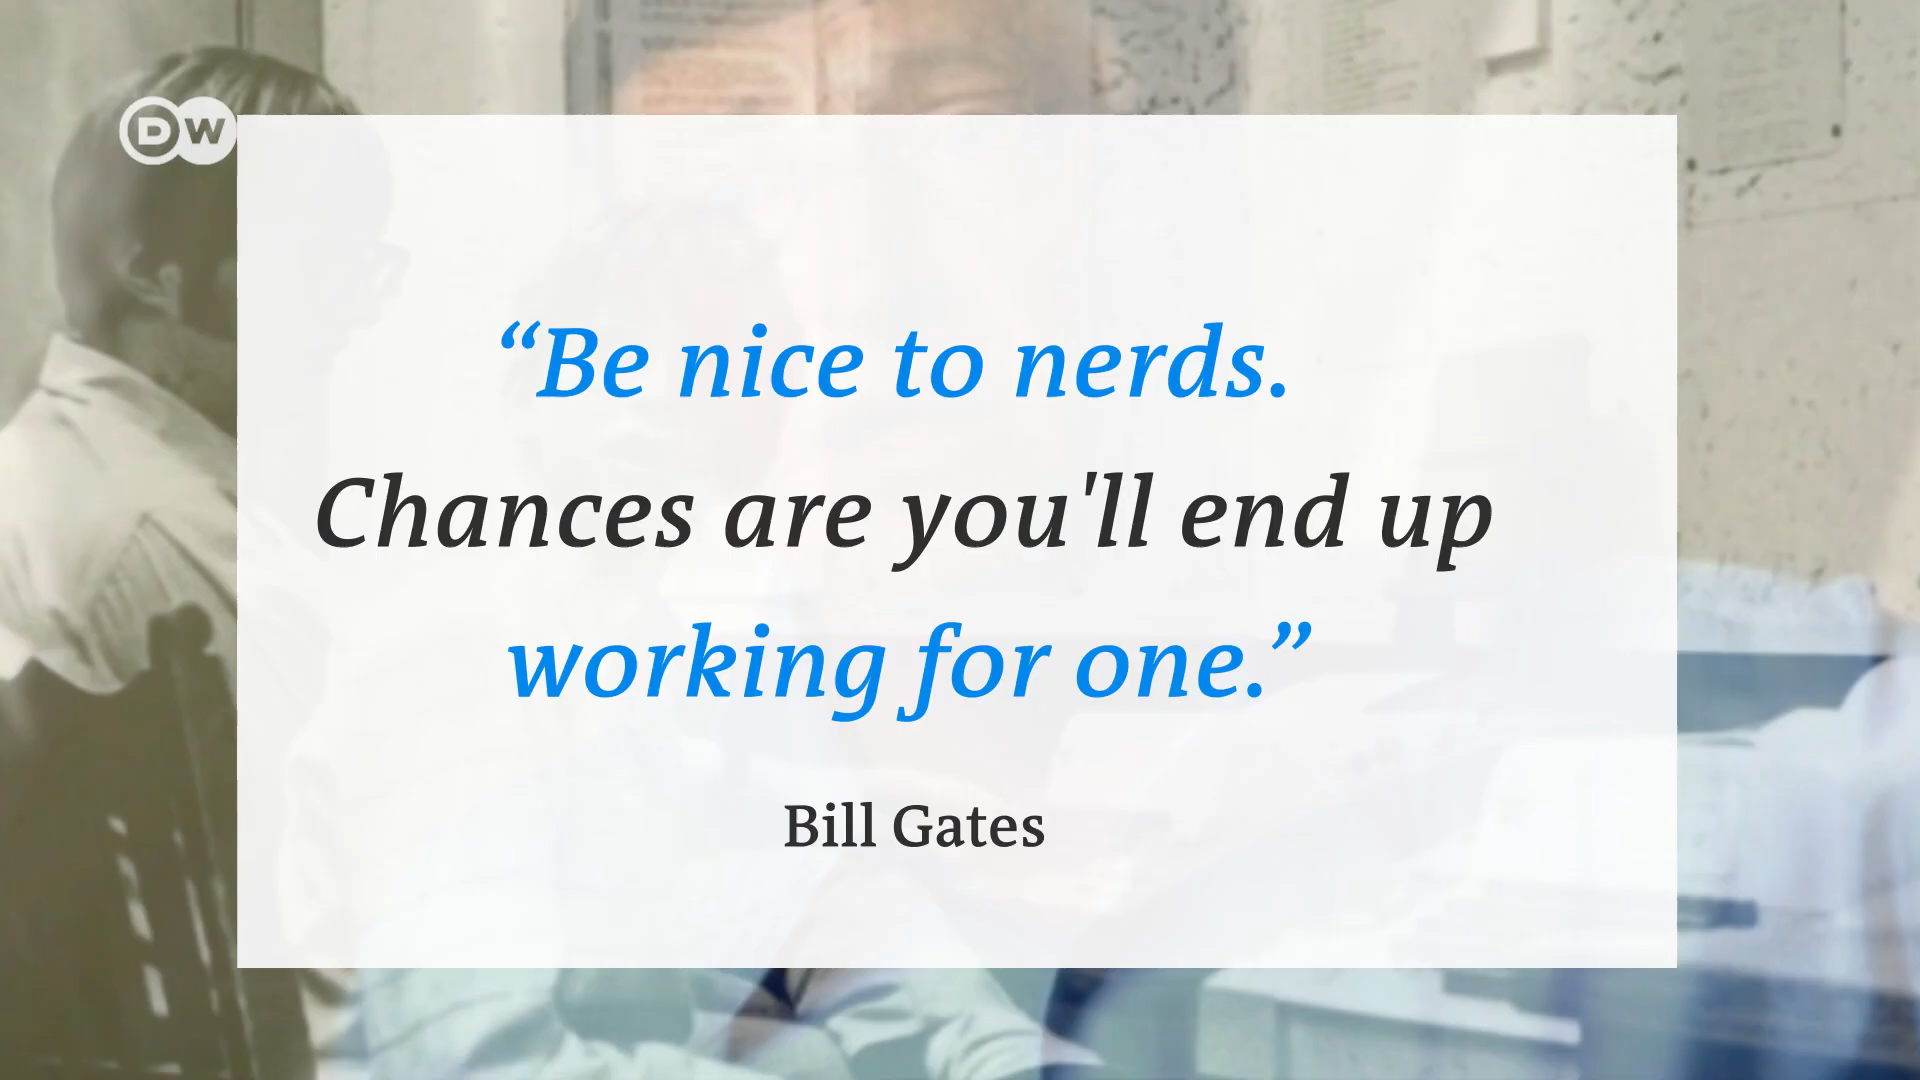 DW
“Be nice to nerds.
Chances are you'll end up
working for one.”
Bill Gates